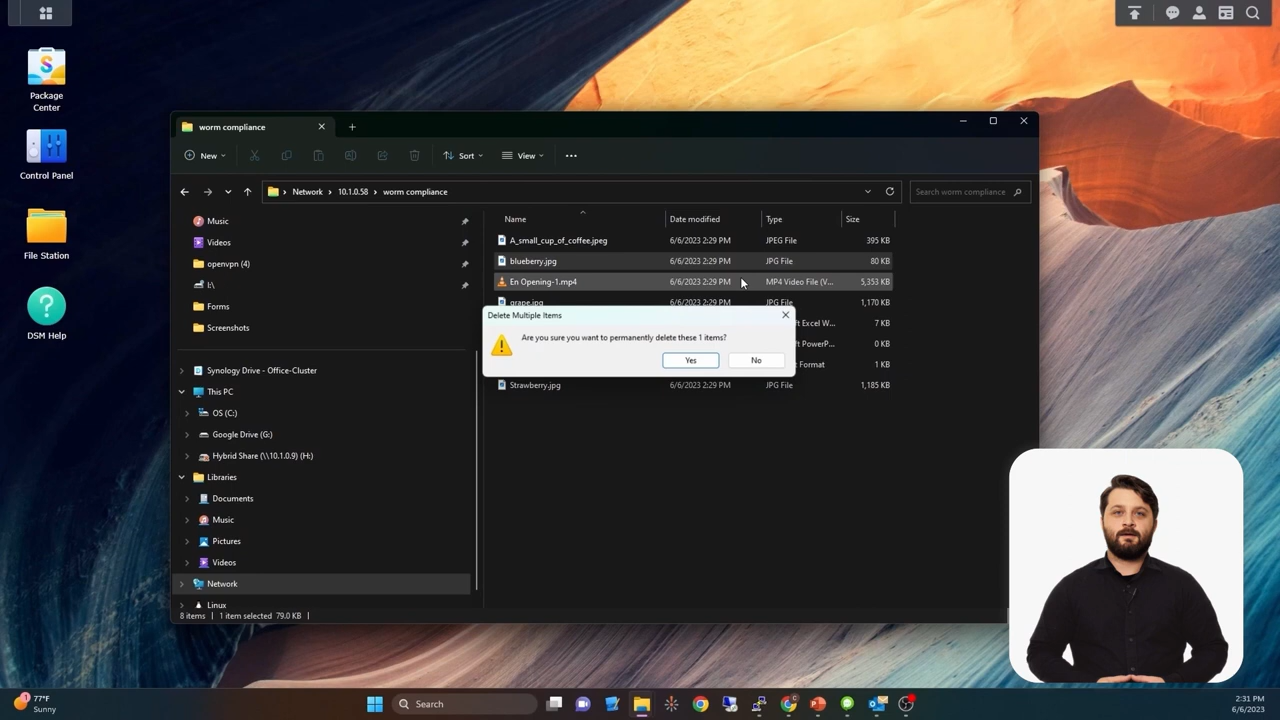 Package
Center
Control Panel
File Station
DSM Help
worm compliance
New
Sort
View
Network
10.1.0.58
worm compliance
Search worm compliance
Music
Videos
openvpn (4)
I:\
Forms
Screenshots
Synology Drive - Office-Cluster
This PC
OS (C:)
Google Drive (G:)
Hybrid Share (\\10.1.0.9) (H:)
Libraries
Documents
Music
Pictures
Videos
Network
Linux
Name Date modified Type Size
A_small_cup_of_coffee.jpeg 6/6/2023 2:29 PM JPEG File 395 KB
blueberry.jpg 6/6/2023 2:29 PM JPG File 80 KB
En Opening-1.mp4 6/6/2023 2:29 PM MP4 Video File (V... 5,353 KB
grape.jpg 6/6/2023 2:29 PM JPG File 1,170 KB
ft Excel W... 7 KB
ft PowerP... 0 KB
t Format 1 KB
Strawberry.jpg 6/6/2023 2:29 PM JPG File 1,185 KB
Delete Multiple Items
Are you sure you want to permanently delete these 1 items?
Yes
No
8 items 1 item selected 79.0 KB
1
77°F
Sunny
Search
2:31 PM
6/6/2023